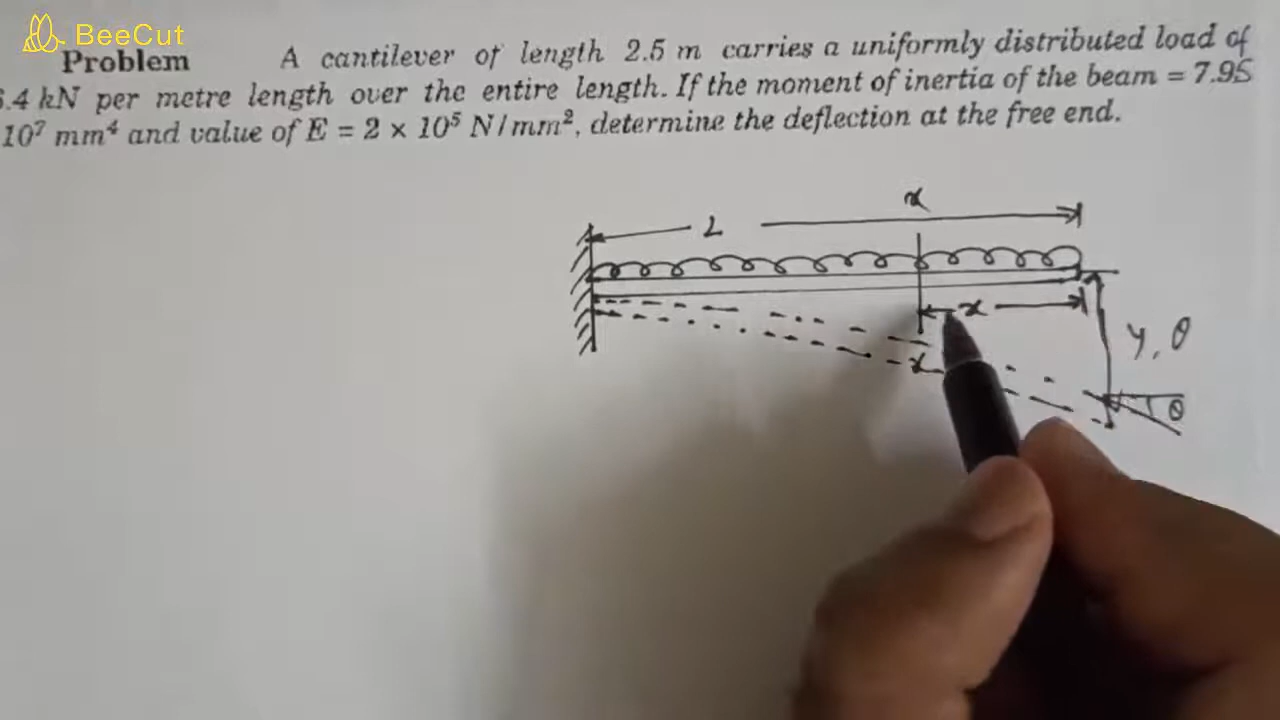 BeeCut
Problem A cantilever of length 2.5 m carries a uniformly distributed load of
.4 kN per metre length over the entire length. If the moment of inertia of the beam = 7.95
10⁷ mm⁴ and value of E = 2 × 10⁵ N/mm², determine the deflection at the free end.
x
L
x
y, θ
x
θ